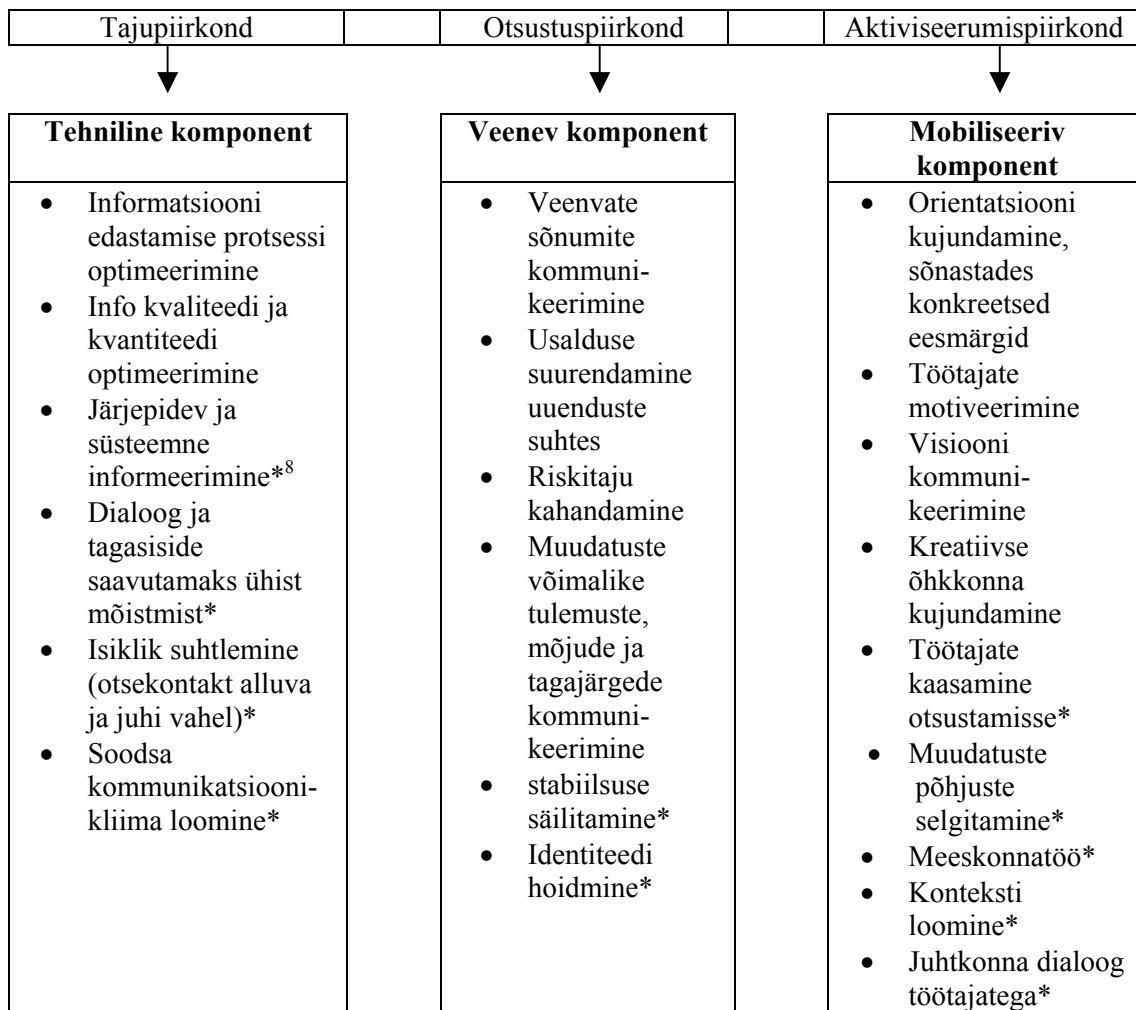 Tajupiirkond
Otsustuspiirkond
Aktiviseerumispiirkond
Tehniline komponent
• Informatsiooni
edastamise protsessi
optimeerimine
• Info kvaliteedi ja
kvantiteedi
optimeerimine
• Järjepidev ja
süsteemne
informeerimine*8
• Dialoog ja
tagasiside
saavutamaks ühist
mõistmist*
• Isiklik suhtlemine
(otsekontakt alluva
ja juhi vahel)*
• Soodsa
kommunikatsiooni-
kliima loomine*
Veenev komponent
• Veenvate
sõnumite
kommuni-
keerimine
• Usalduse
suurendamine
uuenduste
suhtes
• Riskitaju
kahandamine
• Muudatuste
võimalike
tulemuste,
mõjude ja
tagajärgede
kommuni-
keerimine
• stabiilsuse
säilitamine*
• Identiteedi
hoidmine*
Mobiliseeriv
komponent
• Orientatsiooni
kujundamine,
sõnastades
konkreetsed
eesmärgid
• Töötajate
motiveerimine
• Visiooni
kommuni-
keerimine
• Kreatiivse
õhkkonna
kujundamine
• Töötajate
kaasamine
otsustamisse*
• Muudatuste
põhjuste
selgitamine*
• Meeskonnatöö*
• Konteksti
loomine*
• Juhtkonna dialoog
töötajatega*